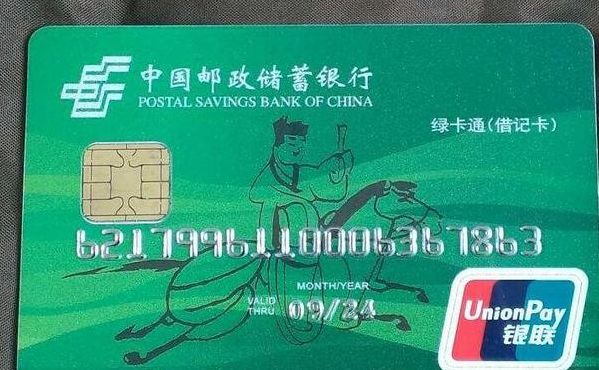 中国邮政储蓄银行
POSTAL SAVINGS BANK OF CHINA
绿卡通(借记卡)
6217996110006367863
MONTH/YEAR
VALID THRU 09/24
UnionPay
银联